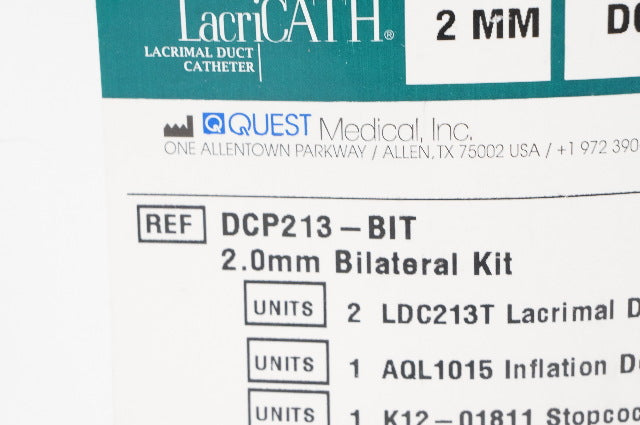 LacriCATH®
2 MM
LACRIMAL DUCT
CATHETER
QUEST Medical, Inc.
ONE ALLENTOWN PARKWAY / ALLEN, TX 75002 USA / +1 972 390
REF DCP213-BIT
2.0mm Bilateral Kit
UNITS 2 LDC213T Lacrimal D
UNITS 1 AQL1015 Inflation De
UNITS 1 K12-01811 Stopcoc